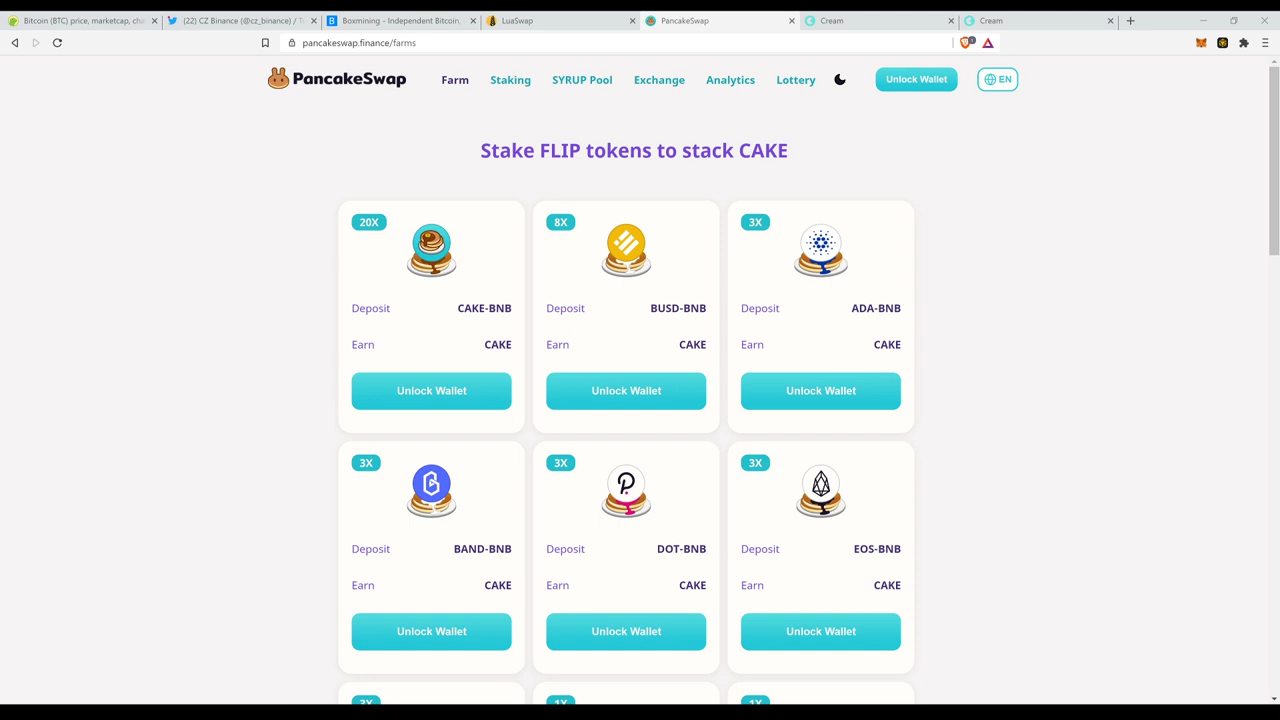 Bitcoin (BTC) price, marketcap, cha
(22) CZ Binance (@cz_binance) / Tw
Boxmining - Independent Bitcoin,
LuaSwap
PancakeSwap
Cream
Cream
pancakeswap.finance/farms
PancakeSwap
Farm
Staking
SYRUP Pool
Exchange
Analytics
Lottery
Unlock Wallet
EN
Stake FLIP tokens to stack CAKE
20X
8X
3X
Deposit CAKE-BNB
Deposit BUSD-BNB
Deposit ADA-BNB
Earn CAKE
Earn CAKE
Earn CAKE
Unlock Wallet
Unlock Wallet
Unlock Wallet
3X
3X
3X
Deposit BAND-BNB
Deposit DOT-BNB
Deposit EOS-BNB
Earn CAKE
Earn CAKE
Earn CAKE
Unlock Wallet
Unlock Wallet
Unlock Wallet